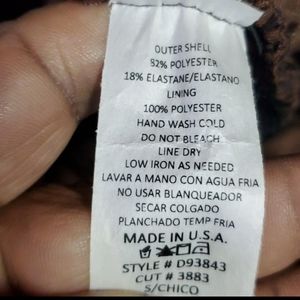 OUTER SHELL
82% POLYESTER
18% ELASTANE/ELASTANO
LINING
100% POLYESTER
HAND WASH COLD
DO NOT BLEACH
LINE DRY
LOW IRON AS NEEDED
LAVAR A MANO CON AGUA FRIA
NO USAR BLANQUEADOR
SECAR COLGADO
PLANCHADO TEMP FRIA
MADE IN U.S.A.
STYLE # D93843
CUT # 3883
S/CHICO